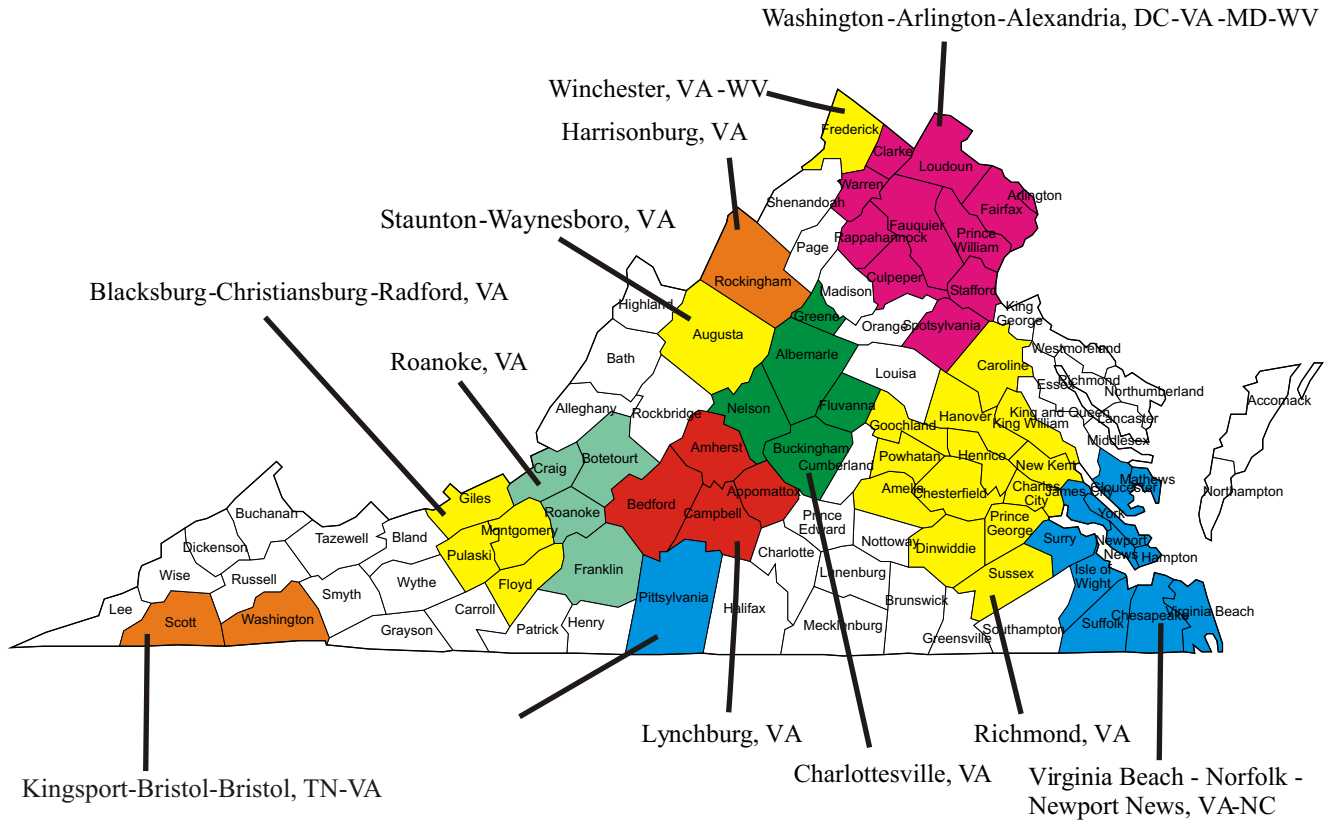 Washington-Arlington-Alexandria, DC-VA-MD-WV
Winchester, VA-WV
Harrisonburg, VA
Staunton-Waynesboro, VA
Blacksburg-Christiansburg-Radford, VA
Roanoke, VA
Frederick
Clarke
Loudoun
Warren
Arlington
Fairfax
Shenandoah
Fauquier
Rappahannock
Prince
William
Page
Culpeper
Rockingham
Madison
Stafford
Highland
Greene
Orange
Spotsylvania
King
George
Augusta
Albemarle
Westmoreland
Bath
Louisa
Caroline
Essex
Richmond
Northumberland
Accomack
Alleghany
Rockbridge
Nelson
Fluvanna
Hanover
King and Queen
King William
Lancaster
Goochland
Middlesex
Amherst
Buckingham
Cumberland
Powhatan
Henrico
New Kent
Craig
Botetourt
Mathews
Gloucester
Northampton
Giles
Appomattox
Amelia
Chesterfield
Charles
City
James City
Bedford
Campbell
Roanoke
York
Buchanan
Prince
Edward
Prince
George
Montgomery
Tazewell
Bland
Nottoway
Dinwiddie
Surry
Newport
News
Hampton
Dickenson
Pulaski
Charlotte
Franklin
Lunenburg
Sussex
Isle of
Wight
Wise
Russell
Wythe
Floyd
Smyth
Pittsylvania
Halifax
Brunswick
Lee
Scott
Washington
Carroll
Grayson
Patrick
Henry
Mecklenburg
Greensville
Southampton
Suffolk
Chesapeake
Virginia Beach
Lynchburg, VA
Richmond, VA
Charlottesville, VA
Kingsport-Bristol-Bristol, TN-VA
Virginia Beach - Norfolk -
Newport News, VA-NC